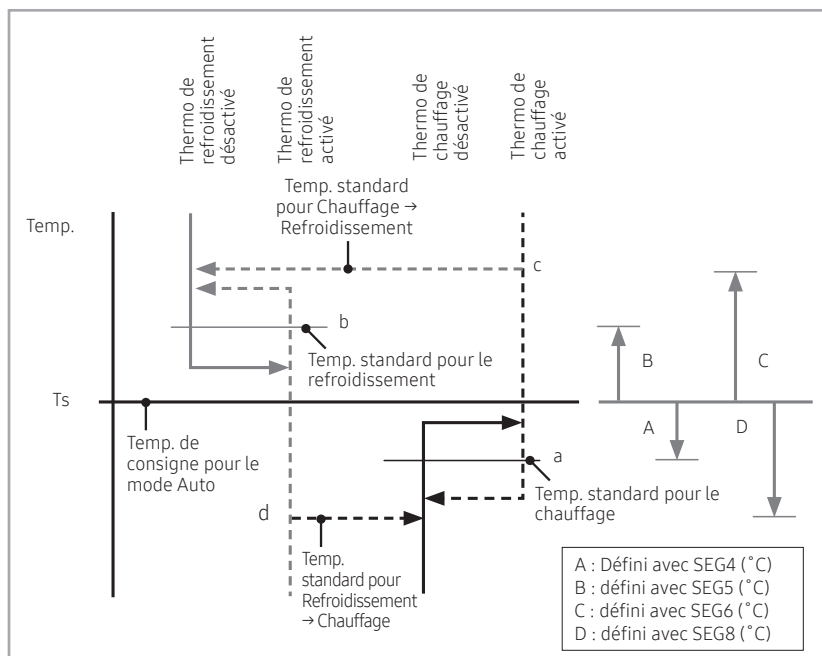 Thermo de
refroidissement
désactivé
Thermo de
refroidissement
activé
Thermo de
chauffage
désactivé
Thermo de
chauffage
activé
Temp. standard
pour Chauffage →
Refroidissement
Temp.
c
b
Temp. standard pour le
refroidissement
B
C
Ts
A
D
Temp. de
consigne pour le
mode Auto
a
Temp. standard pour le
chauffage
d
Temp.
standard pour
Refroidissement
→ Chauffage
A : Défini avec SEG4 (˚C)
B : défini avec SEG5 (˚C)
C : défini avec SEG6 (˚C)
D : défini avec SEG8 (˚C)